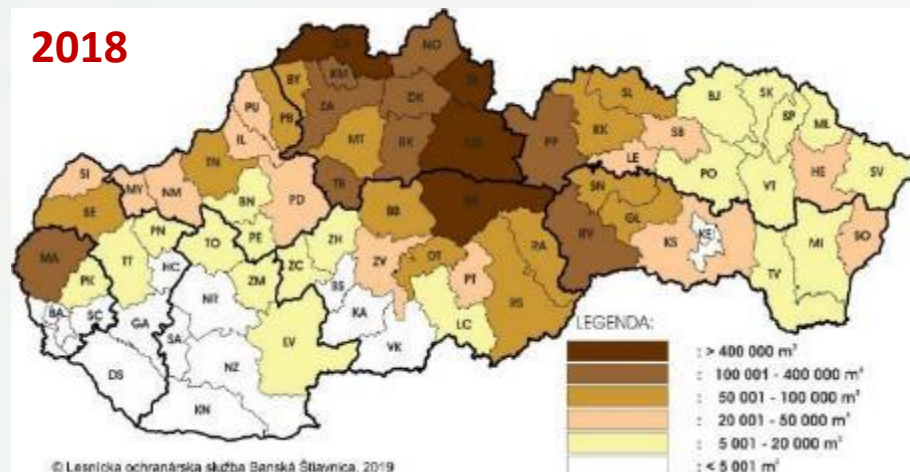 2018
NO
KM
BY
ZA
DK
PU
PB
MT
RK
IL
TN
SI
MY
NM
SE
BN
PD
TR
BB
PP
KK
SL
SB
LE
BJ
SK
SP
ML
HE
SV
PO
VT
SN
GL
RV
KS
KE
SO
MI
TV
MA
PK
TT
PN
HC
TO
PE
ZH
ZM
ZC
BS
ZV
DT
PT
RA
RS
LC
KA
VK
BA
SC
GA
SA
NR
NZ
LV
DS
KN
LEGENDA:
: > 400 000 m³
: 100 001 - 400 000 m³
: 50 001 - 100 000 m³
: 20 001 - 50 000 m³
: 5 001 - 20 000 m³
: < 5 001 m³
© Lesnícka ochranárska služba Banská Štiavnica, 2019